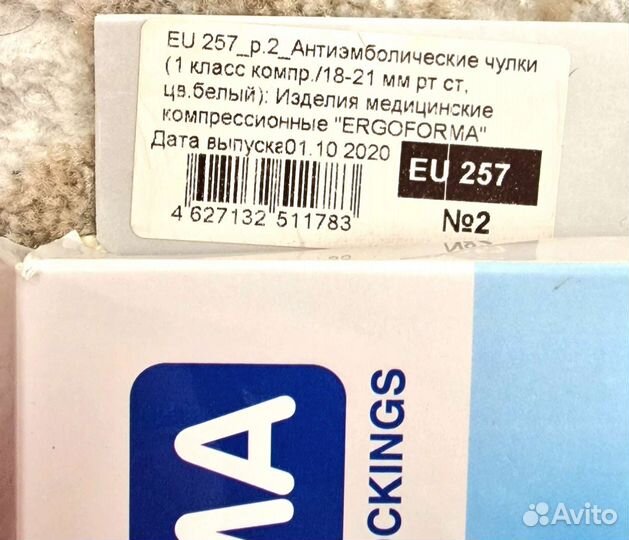 EU 257_р.2_Антиэмболические чулки
(1 класс компр./18-21 мм рт ст,
цв.белый): Изделия медицинские
компрессионные "ERGOFORMA"
Дата выпуска01.10 2020
EU 257
4 627132 511783
№2
MA
OCKINGS
Avito